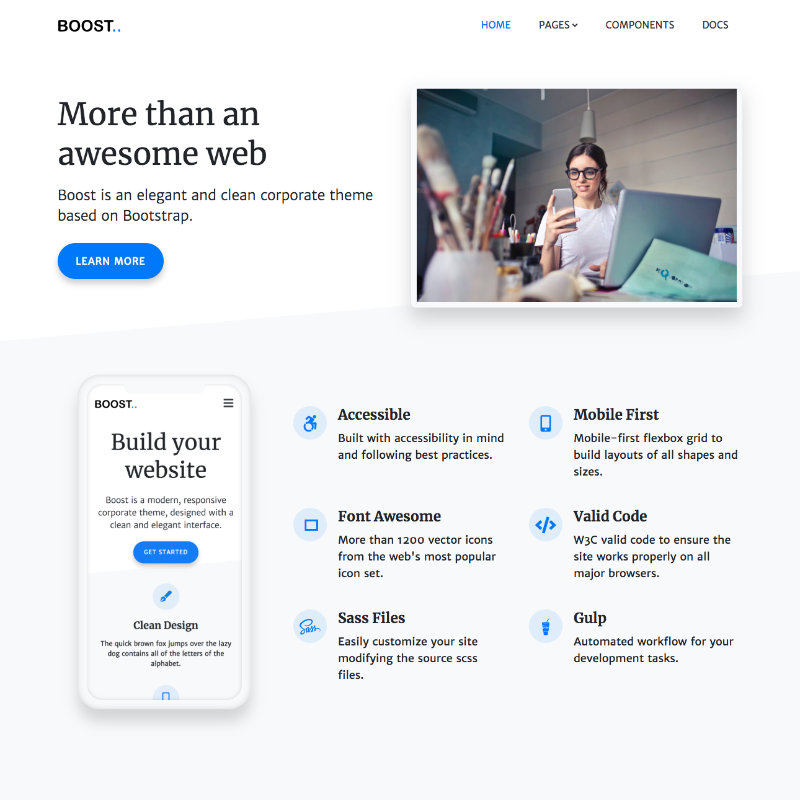 BOOST..
HOME PAGES COMPONENTS DOCS
More than an
awesome web
Boost is an elegant and clean corporate theme
based on Bootstrap.
LEARN MORE
BOOST..
Build your
website
Boost is a modern, responsive
corporate theme, designed with a
clean and elegant interface.
GET STARTED
Clean Design
The quick brown fox jumps over the lazy
dog contains all of the letters of the
alphabet.
Accessible
Built with accessibility in mind
and following best practices.
Mobile First
Mobile-first flexbox grid to
build layouts of all shapes and
sizes.
Font Awesome
More than 1200 vector icons
from the web's most popular
icon set.
Valid Code
W3C valid code to ensure the
site works properly on all
major browsers.
Sass
Sass Files
Easily customize your site
modifying the source scss
files.
Gulp
Automated workflow for your
development tasks.